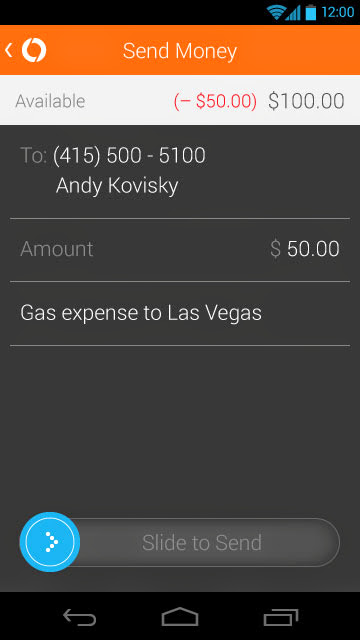 12:00
Send Money
Available (– $50.00) $100.00
To: (415) 500 - 5100
Andy Kovisky
Amount $ 50.00
Gas expense to Las Vegas
Slide to Send